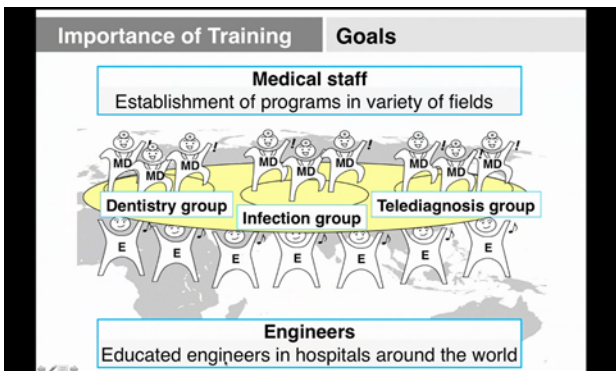 Importance of Training
Goals
Medical staff
Establishment of programs in variety of fields
MD MD MD ! MD MD MD ! MD MD MD !
Dentistry group
Infection group
Telediagnosis group
E E E E E E E
Engineers
Educated engineers in hospitals around the world